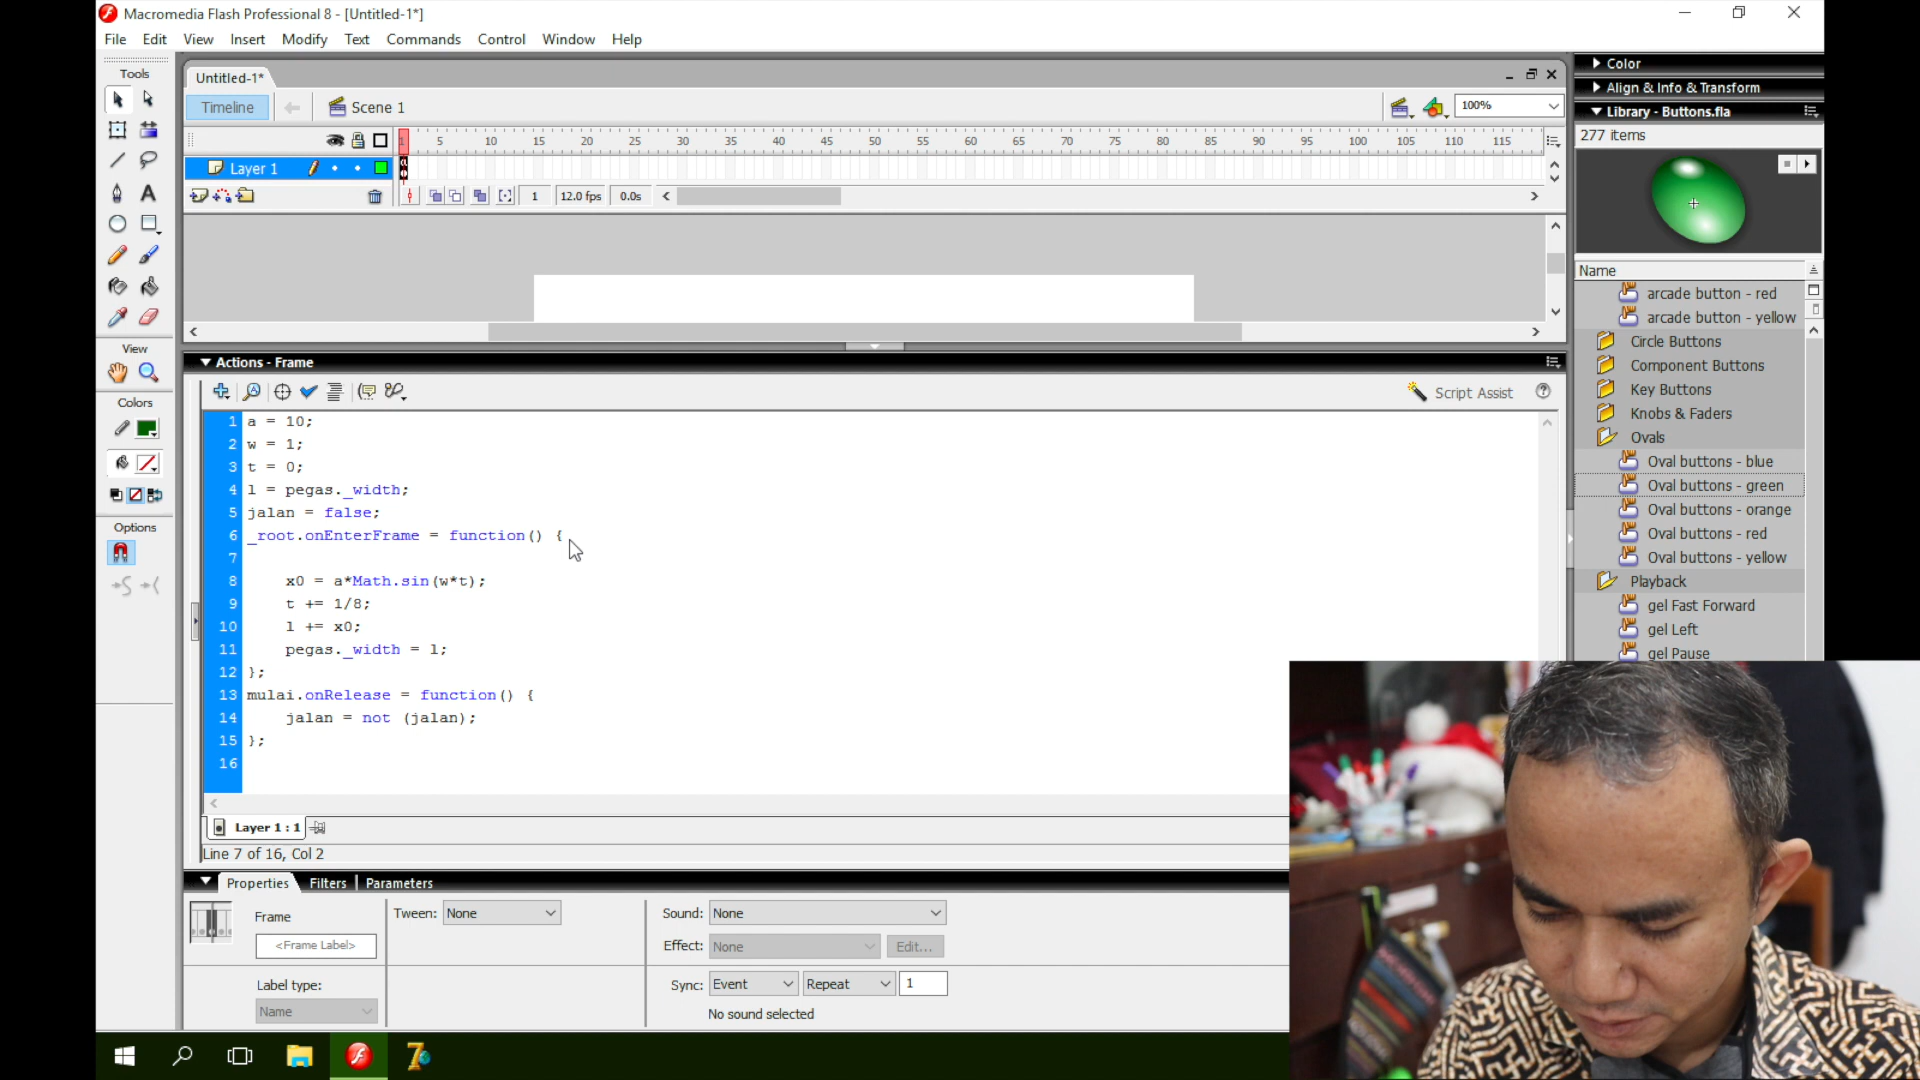 Macromedia Flash Professional 8 - [Untitled-1*]
File Edit View Insert Modify Text Commands Control Window Help
Tools
Untitled-1*
Timeline
Scene 1
100%
1 5 10 15 20 25 30 35 40 45 50 55 60 65 70 75 80 85 90 95 100 105 110 115
Layer 1
1 12.0 fps 0.0s
View
Colors
Options
Actions - Frame
Script Assist
1 a = 10;
2 w = 1;
3 t = 0;
4 l = pegas._width;
5 jalan = false;
6 _root.onEnterFrame = function() {
7
8 x0 = a*Math.sin(w*t);
9 t += 1/8;
10 l += x0;
11 pegas._width = l;
12 };
13 mulai.onRelease = function() {
14 jalan = not (jalan);
15 };
16
Layer 1 : 1
Line 7 of 16, Col 2
Properties Filters Parameters
Frame
<Frame Label>
Label type:
Name
Tween: None
Sound: None
Effect: None Edit...
Sync: Event Repeat 1
No sound selected
Color
Align & Info & Transform
Library - Buttons.fla
277 items
Name
arcade button - red
arcade button - yellow
Circle Buttons
Component Buttons
Key Buttons
Knobs & Faders
Ovals
Oval buttons - blue
Oval buttons - green
Oval buttons - orange
Oval buttons - red
Oval buttons - yellow
Playback
gel Fast Forward
gel Left
gel Pause